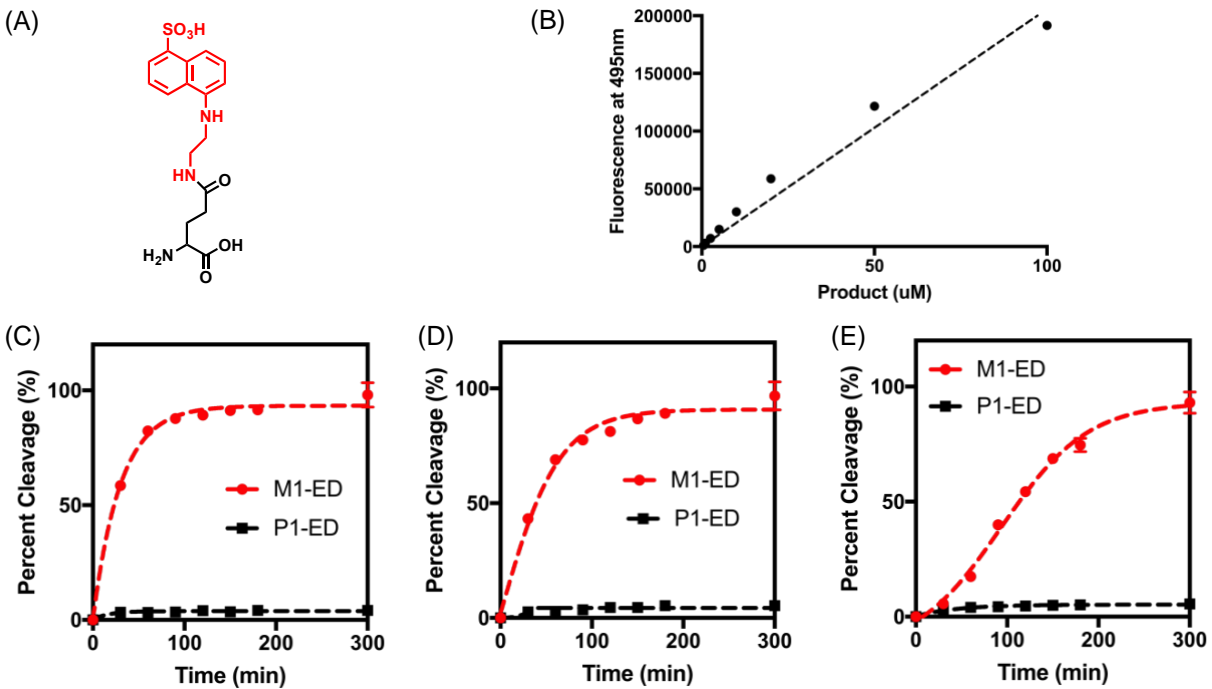 (A)
SO₃H
NH
HN
O
H₂N
OH
O
(B)
Fluorescence at 495nm
200000
150000
100000
50000
0
0
50
100
Product (uM)
(C)
Percent Cleavage (%)
100
50
0
M1-ED
P1-ED
0
100
200
300
Time (min)
(D)
Percent Cleavage (%)
100
50
0
M1-ED
P1-ED
0
100
200
300
Time (min)
(E)
Percent Cleavage (%)
100
50
0
M1-ED
P1-ED
0
100
200
300
Time (min)